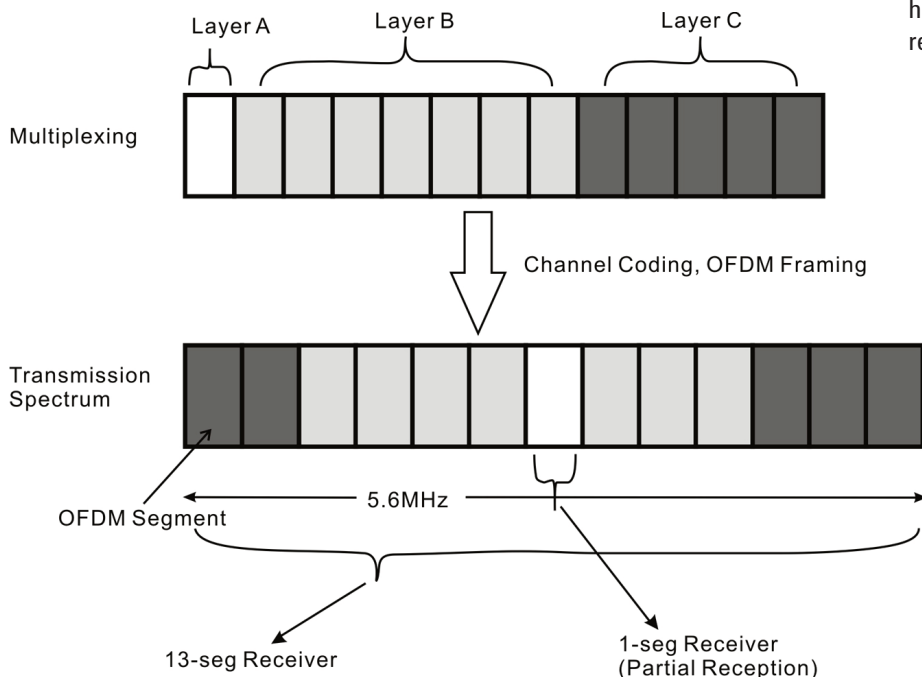 Layer A
Layer B
Layer C
Multiplexing
Channel Coding, OFDM Framing
Transmission
Spectrum
5.6MHz
OFDM Segment
13-seg Receiver
1-seg Receiver
(Partial Reception)